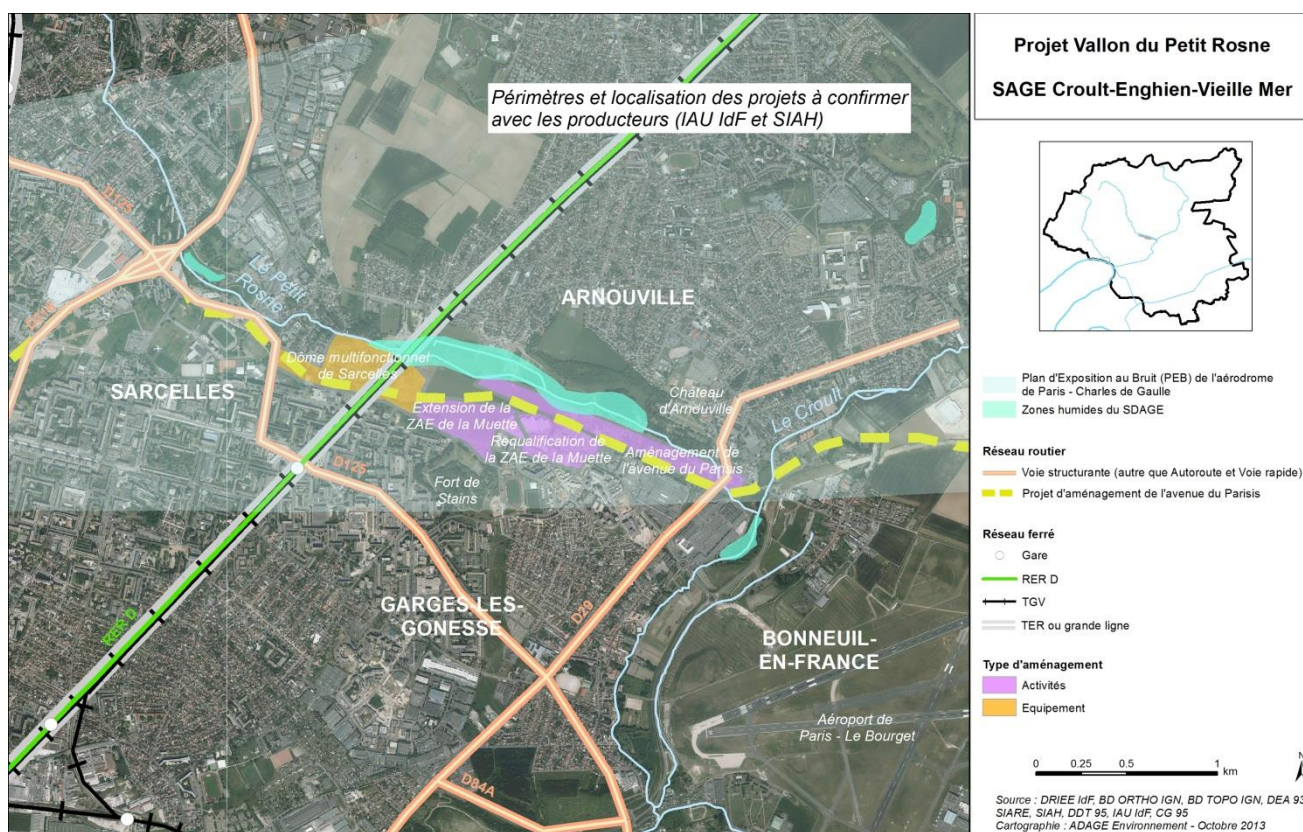 Périmètres et localisation des projets à confirmer
avec les producteurs (IAU IdF et SIAH)
D125
Le Petit
Rosne
ARNOUVILLE
SARCELLES
Dôme multifonctionnel
de Sarcelles
Château
d'Arnouville
Le Croult
Extension de la
ZAE de la Muette
Requalification de
la ZAE de la Muette
Aménagement de
l'avenue du Parisis
D125
Fort de
Stains
GARGES-LES-
GONESSE
D20
BONNEUIL-
EN-FRANCE
RER D
Aéroport de
Paris - Le Bourget
D84A
Projet Vallon du Petit Rosne
SAGE Croult-Enghien-Vieille Mer
Plan d'Exposition au Bruit (PEB) de l'aérodrome
de Paris - Charles de Gaulle
Zones humides du SDAGE
Réseau routier
Voie structurante (autre que Autoroute et Voie rapide)
Projet d'aménagement de l'avenue du Parisis
Réseau ferré
Gare
RER D
TGV
TER ou grande ligne
Type d'aménagement
Activités
Equipement
0 0.25 0.5 1
km
N
Source : DRIEE IdF, BD ORTHO IGN, BD TOPO IGN, DEA 93
SIARE, SIAH, DDT 95, IAU IdF, CG 95
Cartographie : ADAGE Environnement - Octobre 2013